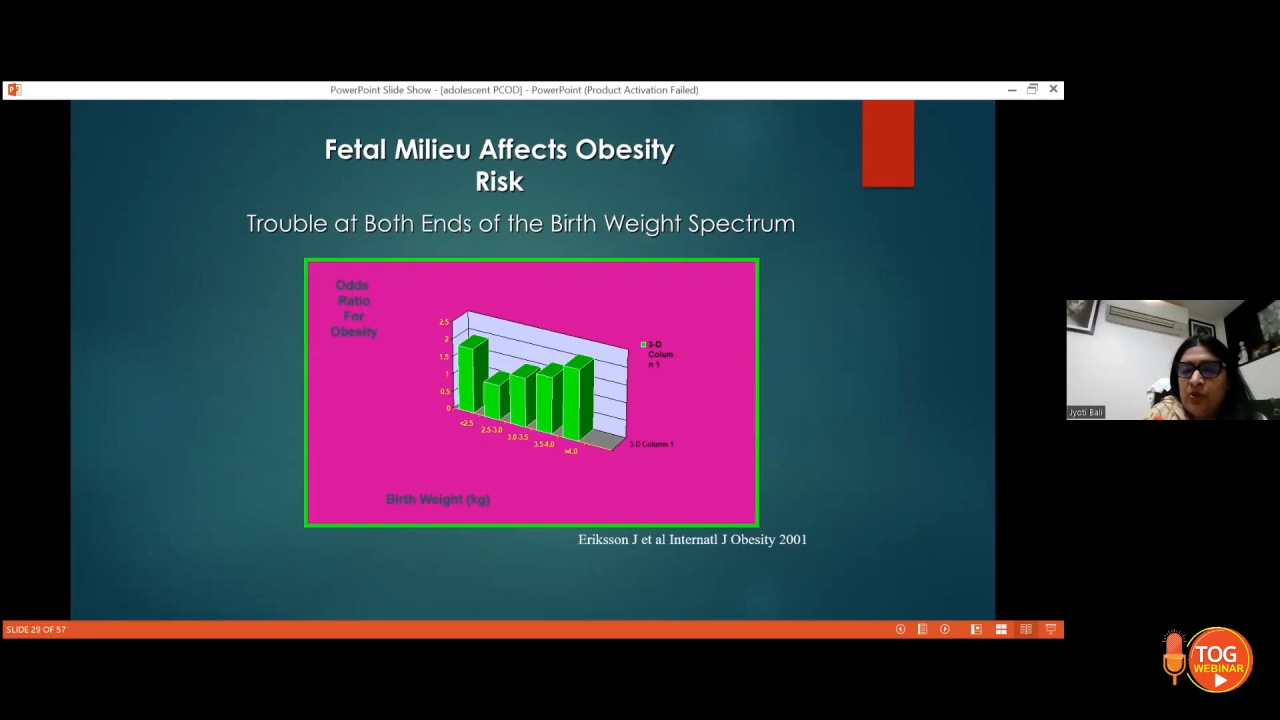 PowerPoint Slide Show - [adolescent PCOD] - PowerPoint (Product Activation Failed)
Fetal Milieu Affects Obesity
Risk
Trouble at Both Ends of the Birth Weight Spectrum
Odds
Ratio
For
Obesity
2.5
2
1.5
1
0.5
0
<2.5
2.5-3.0
3.0-3.5
3.5-4.0
>4.0
3-D
Colum
n 1
3-D Column 1
Birth Weight (kg)
Eriksson J et al Internatl J Obesity 2001
SLIDE 29 OF 57
Jyoti Bali
TOG
WEBINAR